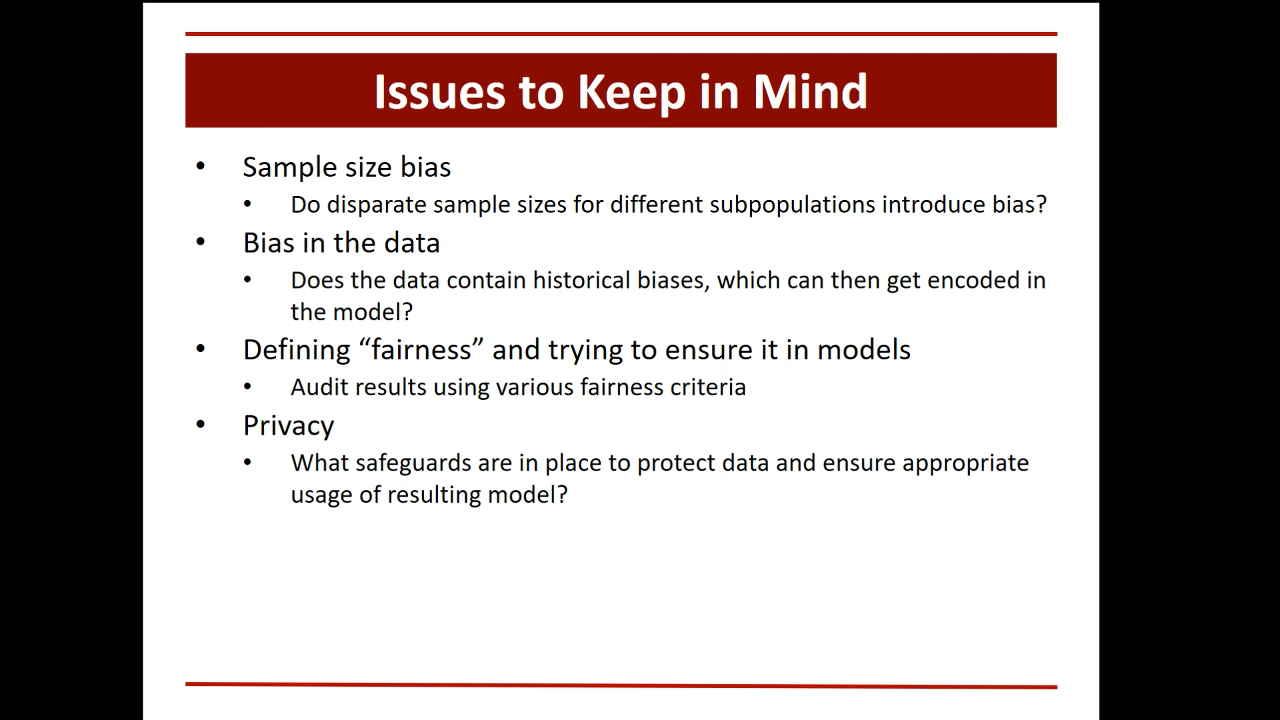 Issues to Keep in Mind
• Sample size bias
• Do disparate sample sizes for different subpopulations introduce bias?
• Bias in the data
• Does the data contain historical biases, which can then get encoded in
the model?
• Defining “fairness” and trying to ensure it in models
• Audit results using various fairness criteria
• Privacy
• What safeguards are in place to protect data and ensure appropriate
usage of resulting model?